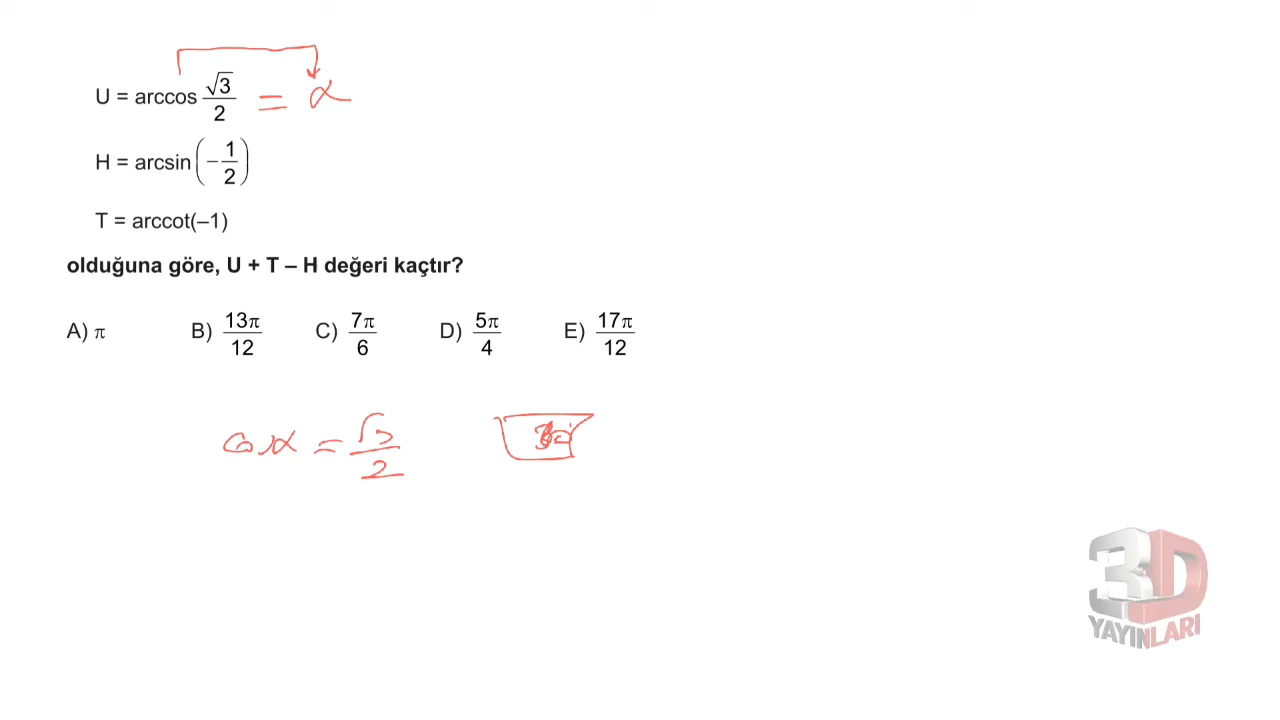 U = arccos √3/2 = α
H = arcsin(–1/2)
T = arccot(–1)
olduğuna göre, U + T – H değeri kaçtır?
A) π B) 13π/12 C) 7π/6 D) 5π/4 E) 17π/12
cosα = √3/2
3D
YAYINLARI